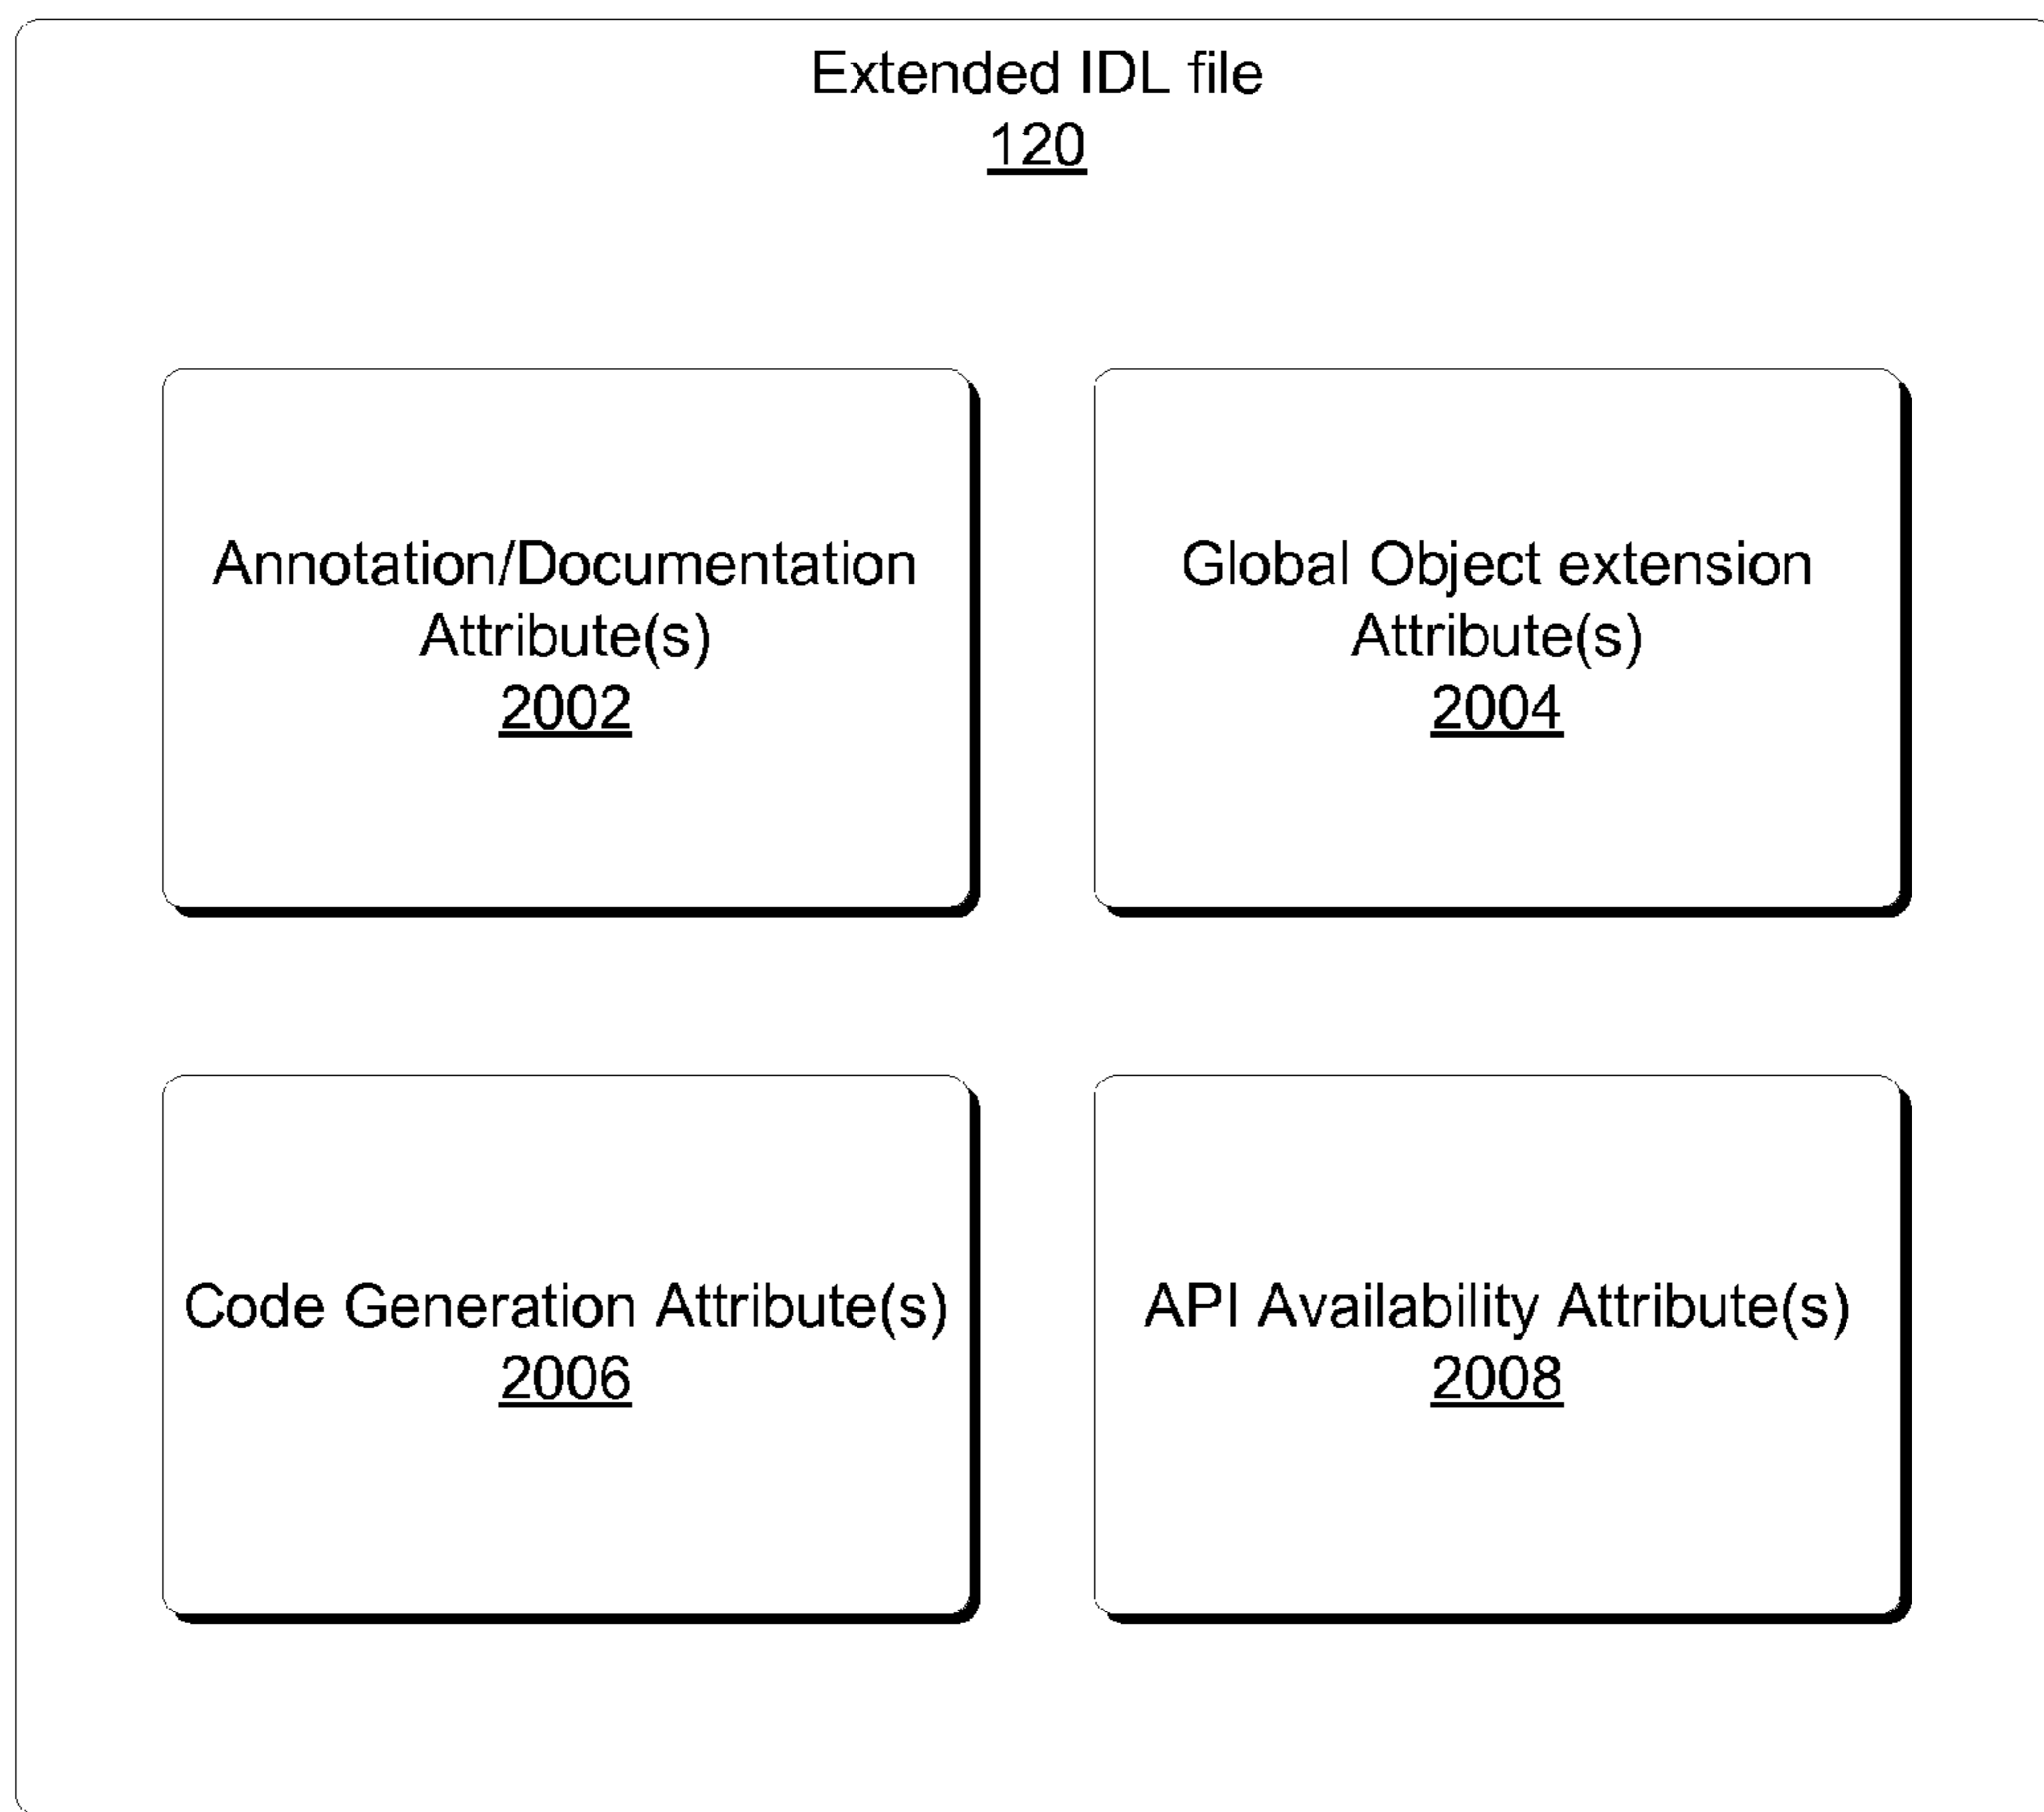 Extended IDL file
120
Annotation/Documentation
Attribute(s)
2002
Global Object extension
Attribute(s)
2004
Code Generation Attribute(s)
2006
API Availability Attribute(s)
2008